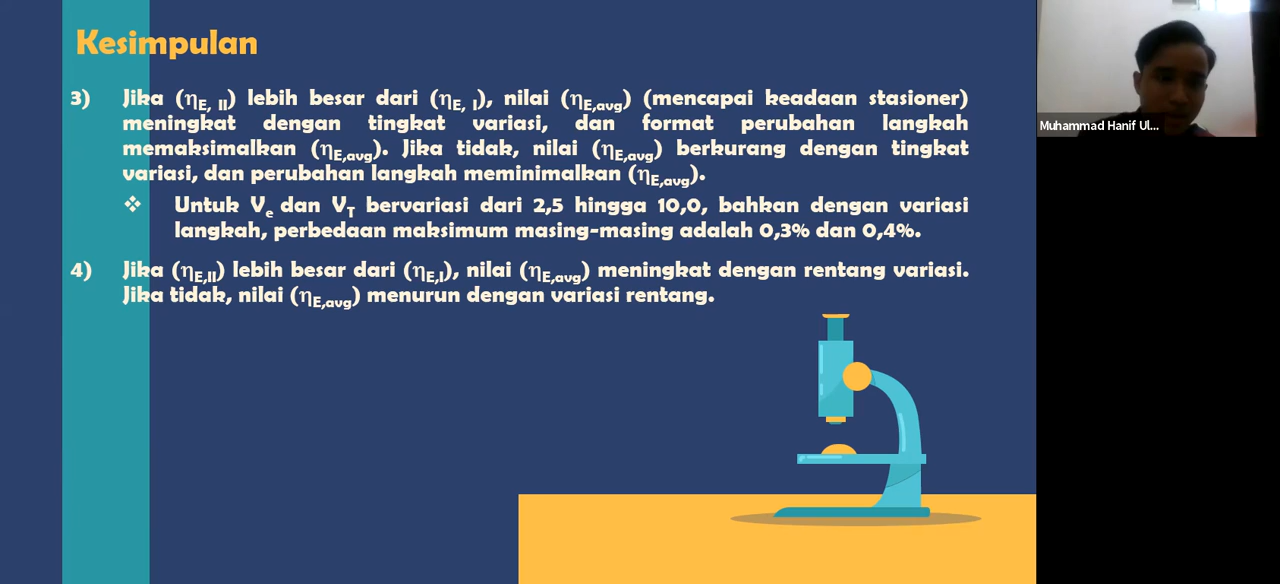 Kesimpulan
3) Jika (ηE, II) lebih besar dari (ηE, I), nilai (ηE,avg) (mencapai keadaan stasioner)
meningkat dengan tingkat variasi, dan format perubahan langkah
memaksimalkan (ηE,avg). Jika tidak, nilai (ηE,avg) berkurang dengan tingkat
variasi, dan perubahan langkah meminimalkan (ηE,avg).
❖ Untuk Ve dan VT bervariasi dari 2,5 hingga 10,0, bahkan dengan variasi
langkah, perbedaan maksimum masing-masing adalah 0,3% dan 0,4%.
4) Jika (ηE,II) lebih besar dari (ηE,I), nilai (ηE,avg) meningkat dengan rentang variasi.
Jika tidak, nilai (ηE,avg) menurun dengan variasi rentang.
Muhammad Hanif Ul...